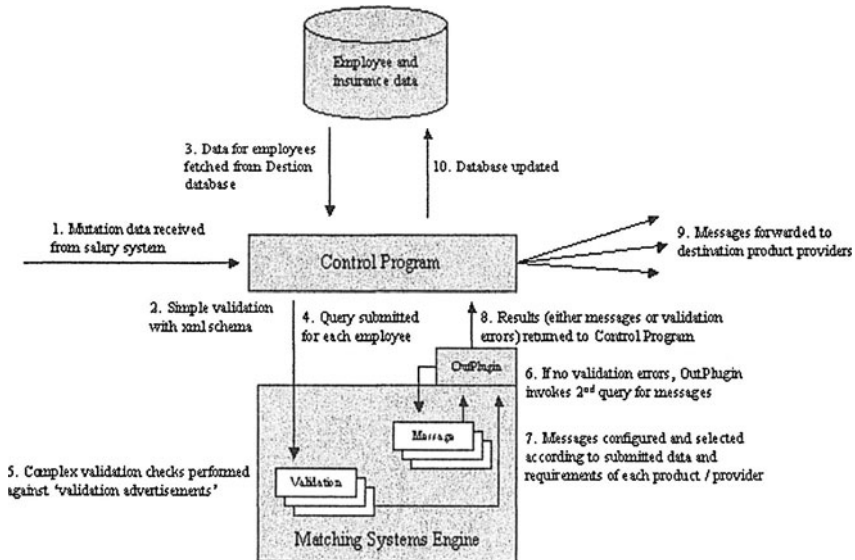 Employee and
insurance data
3. Data for employees
fetched from Destion
database
10. Database updated
1. Mutation data received
from salary system
Control Program
9. Messages forwarded to
destination product providers
2. Simple validation
with xml schema
4. Query submitted
for each employee
8. Results (either messages or validation
errors) returned to Control Program
OutPlugin
6. If no validation errors, OutPlugin
invokes 2nd query for messages
Message
7. Messages configured and selected
according to submitted data and
requirements of each product / provider
5. Complex validation checks performed
against 'validation advertisements'
Validation
Matching Systems Engine